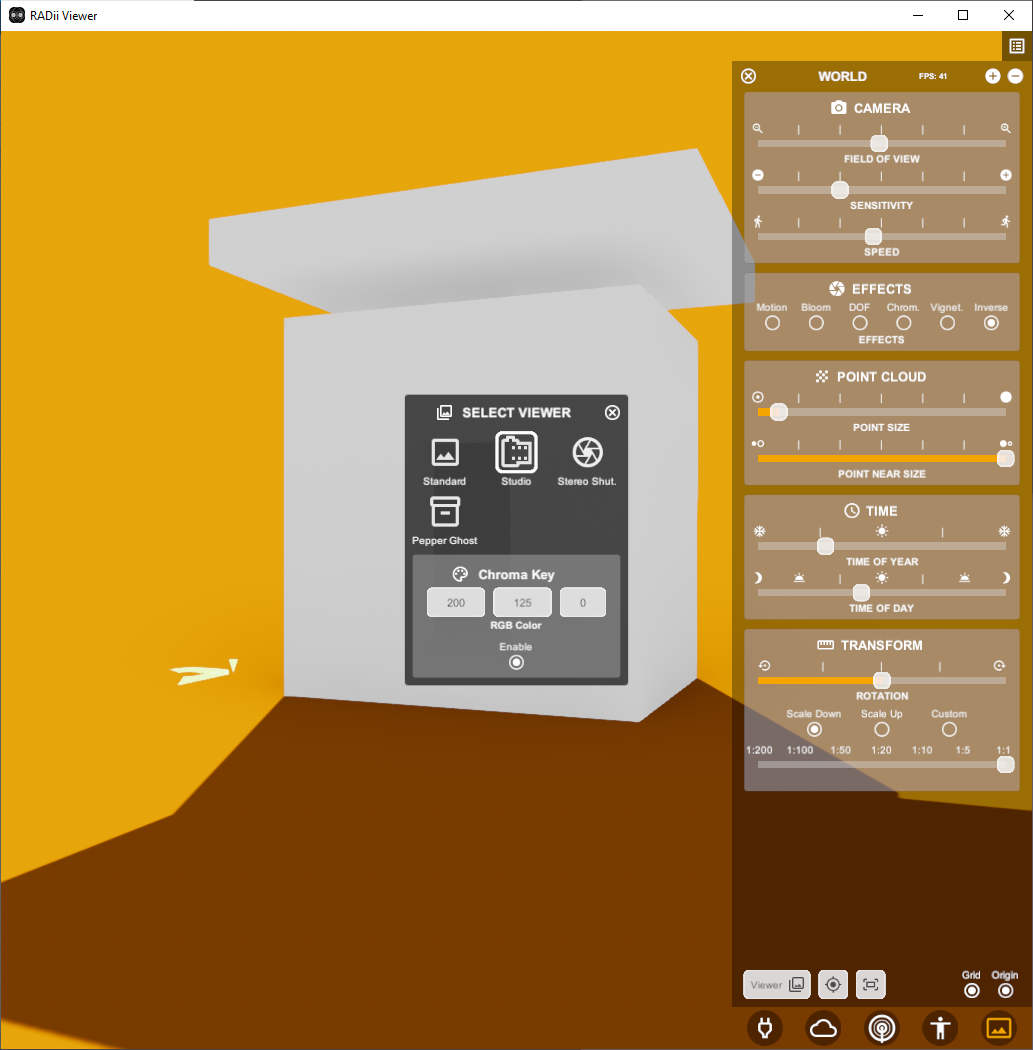 RADii Viewer
WORLD
FPS: 41
CAMERA
FIELD OF VIEW
SENSITIVITY
SPEED
EFFECTS
Motion Bloom DOF Chrom. Vignet. Inverse
EFFECTS
POINT CLOUD
POINT SIZE
POINT NEAR SIZE
TIME
TIME OF YEAR
TIME OF DAY
TRANSFORM
ROTATION
Scale Down Scale Up Custom
1:200 1:100 1:50 1:20 1:10 1:5 1:1
SELECT VIEWER
Standard Studio Stereo Shut.
Pepper Ghost
Chroma Key
200 125 0
RGB Color
Enable
Viewer
Grid Origin